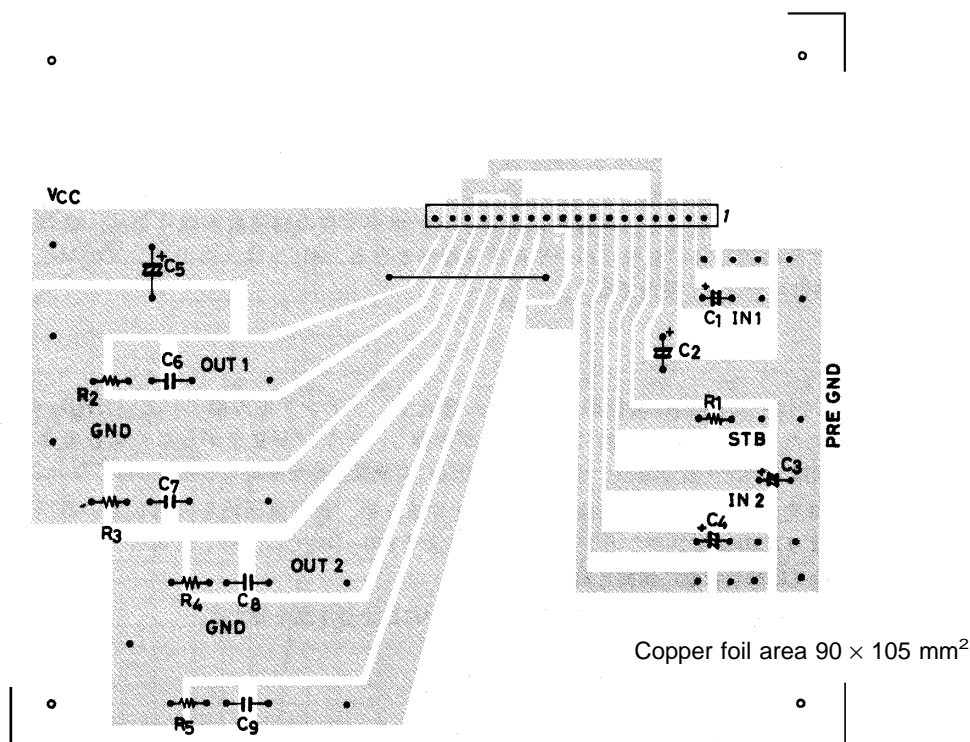 VCC
1
C5
C1
IN1
C2
C6
OUT 1
R2
R1
GND
STB
PRE GND
C3
C7
IN 2
R3
C4
OUT 2
R4
C8
GND
Copper foil area 90 × 105 mm²
R5
C9